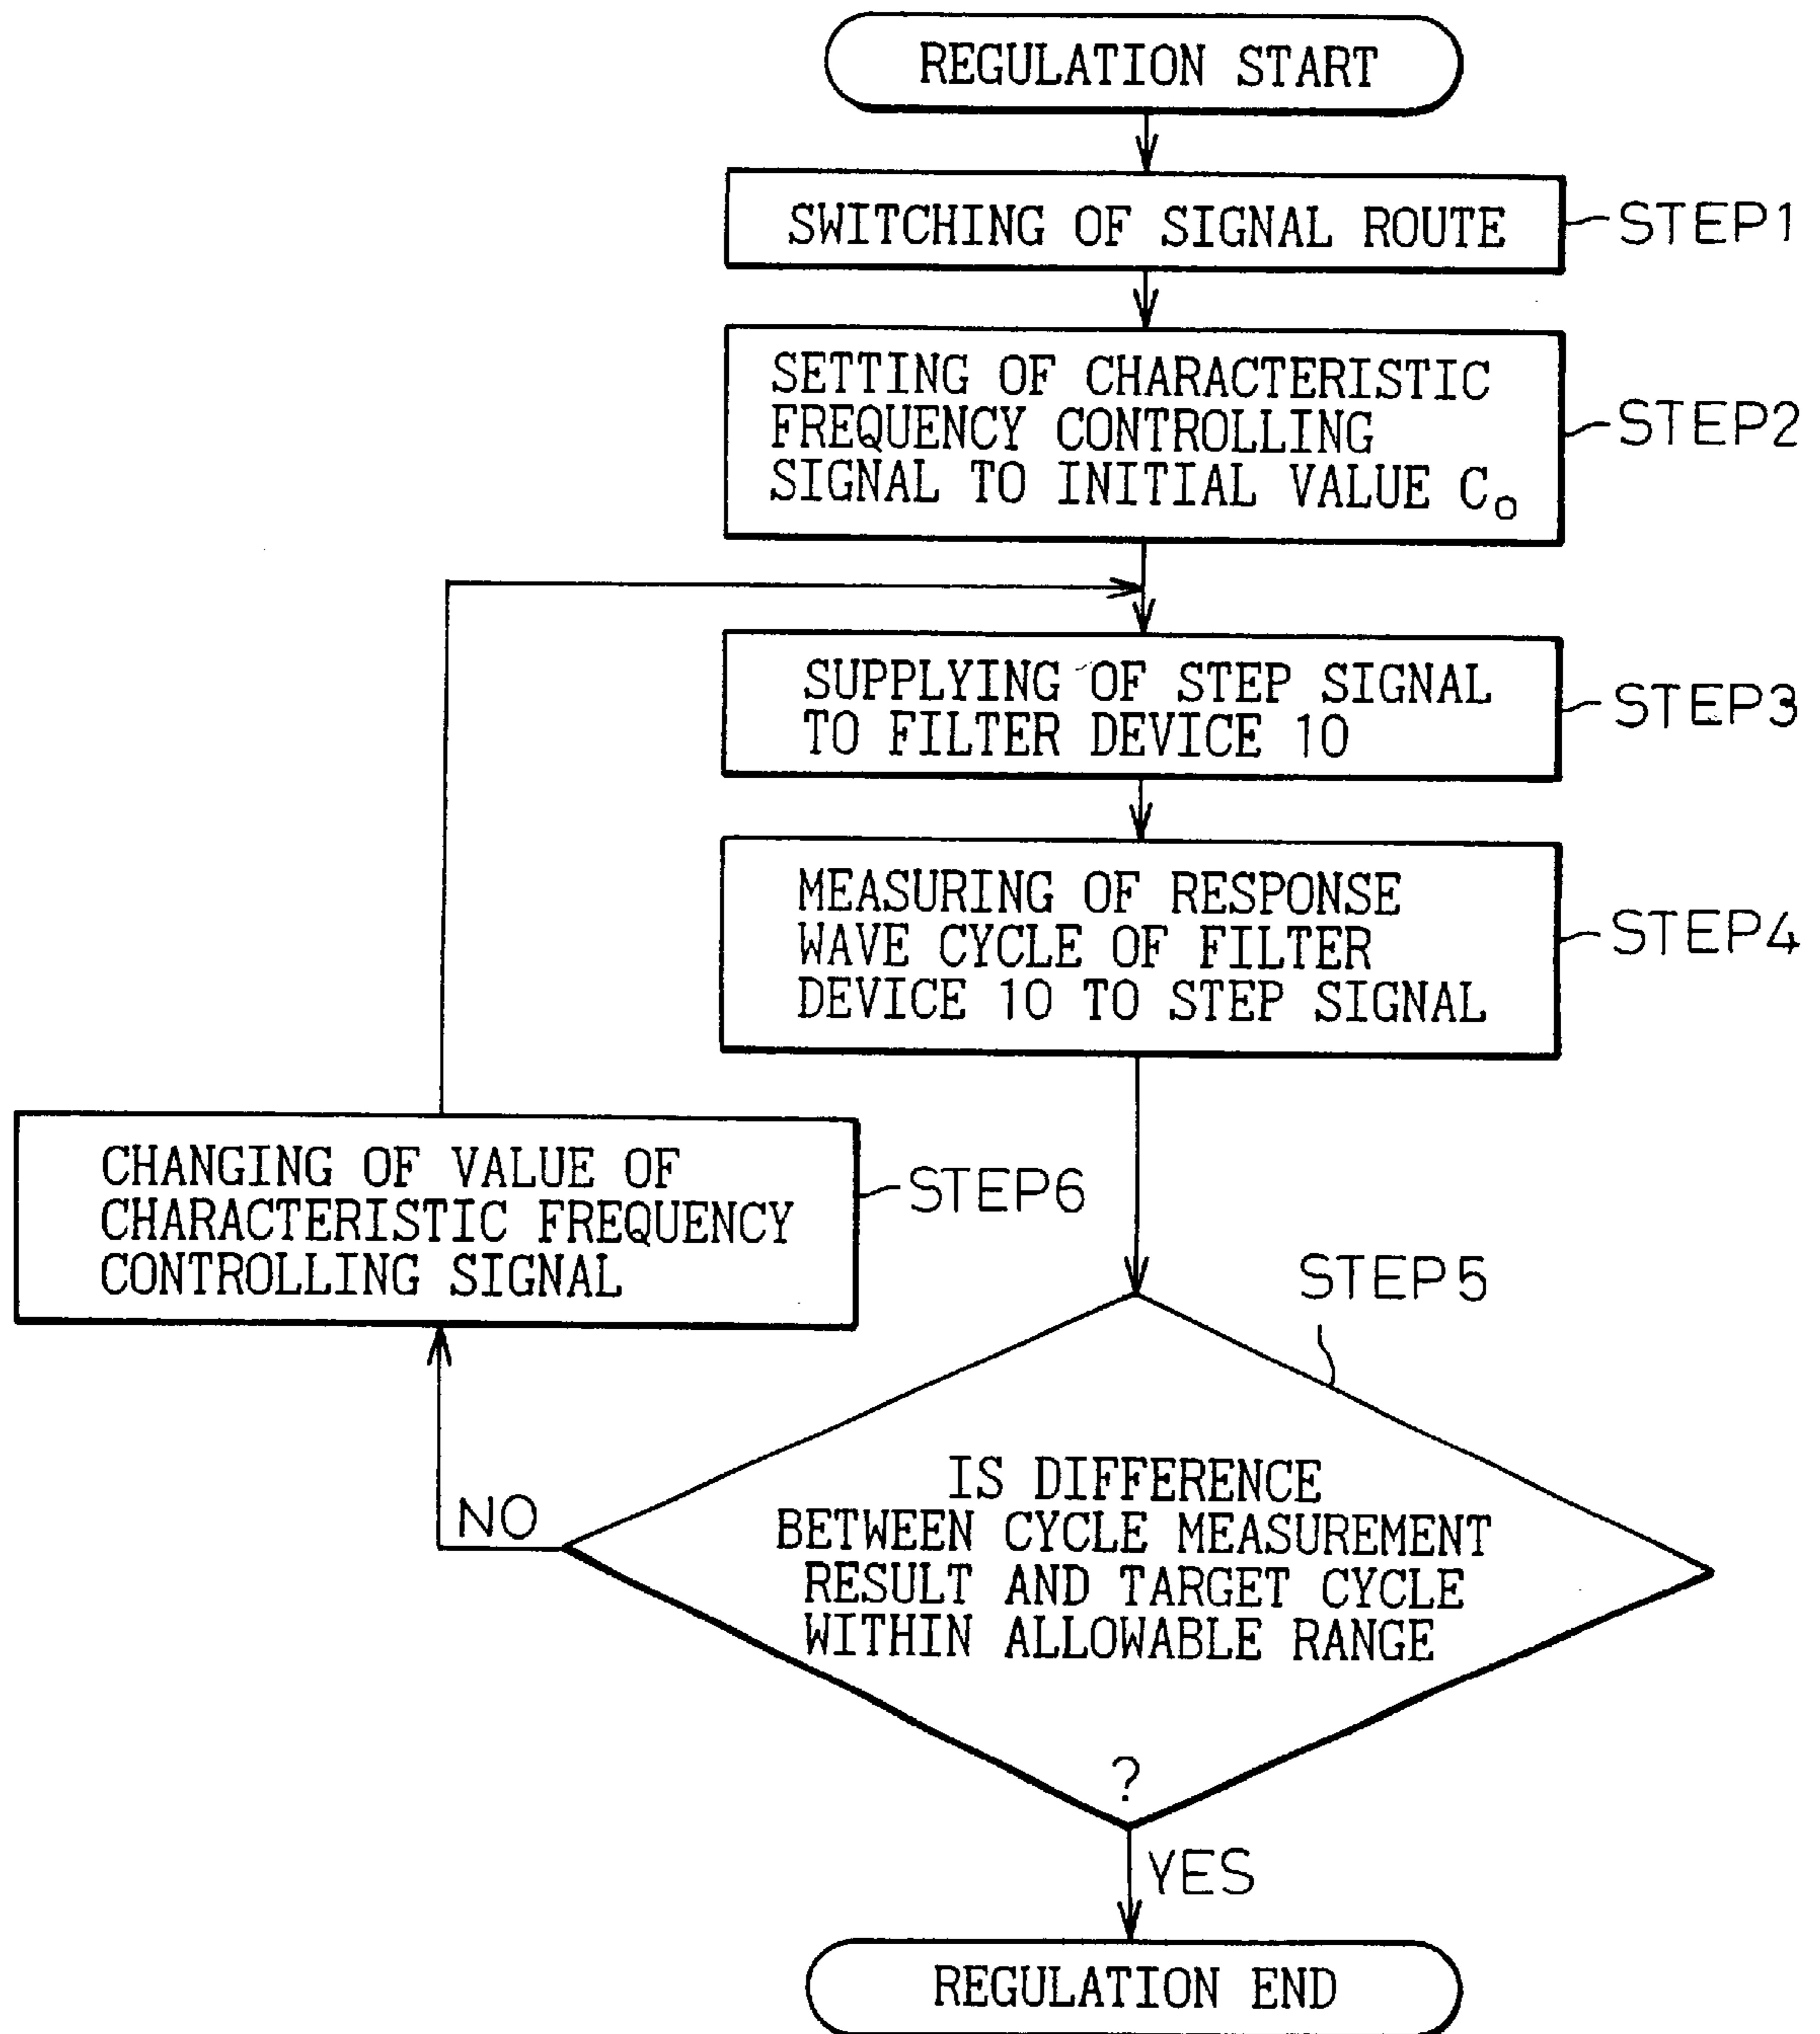 REGULATION START
SWITCHING OF SIGNAL ROUTE
STEP1
SETTING OF CHARACTERISTIC
FREQUENCY CONTROLLING
SIGNAL TO INITIAL VALUE C₀
STEP2
SUPPLYING OF STEP SIGNAL
TO FILTER DEVICE 10
STEP3
MEASURING OF RESPONSE
WAVE CYCLE OF FILTER
DEVICE 10 TO STEP SIGNAL
STEP4
CHANGING OF VALUE OF
CHARACTERISTIC FREQUENCY
CONTROLLING SIGNAL
STEP6
STEP5
IS DIFFERENCE
BETWEEN CYCLE MEASUREMENT
RESULT AND TARGET CYCLE
WITHIN ALLOWABLE RANGE
?
NO
YES
REGULATION END